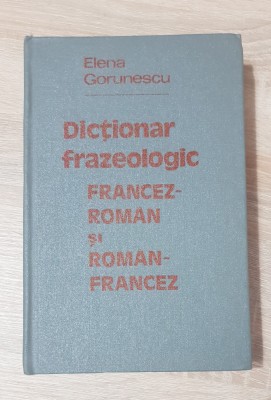 Elena
Gorunescu
Dicționar
frazeologic
FRANCEZ-
ROMAN
și
ROMAN-
FRANCEZ